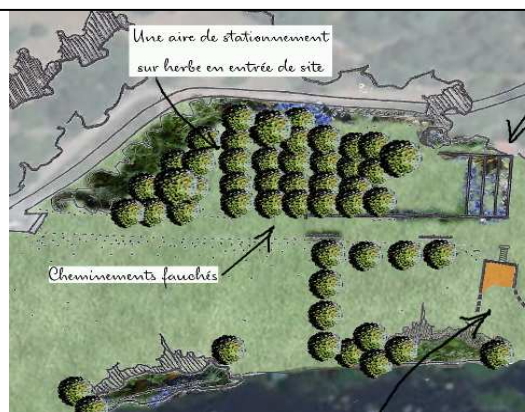 Une aire de stationnement
sur herbe en entrée de site
Cheminements fauchés